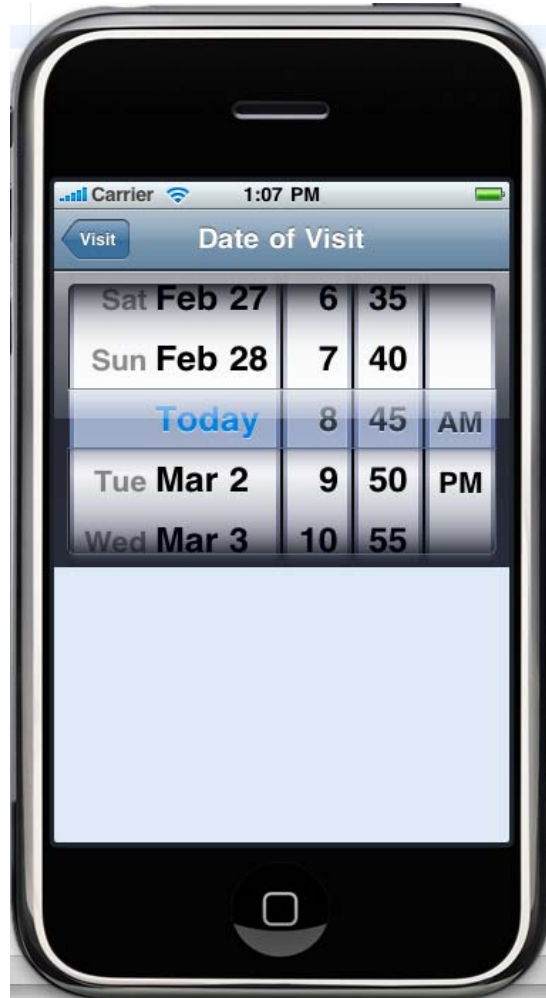 Carrier 1:07 PM
Visit Date of Visit
Sat Feb 27 6 35
Sun Feb 28 7 40
Today 8 45 AM
Tue Mar 2 9 50 PM
Wed Mar 3 10 55